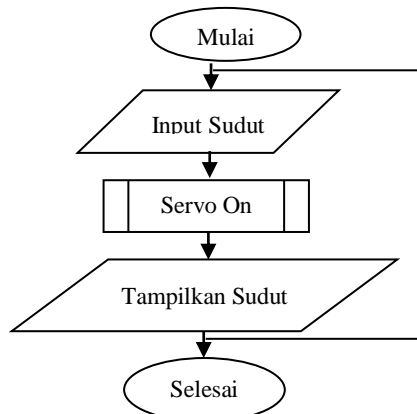 Mulai
Input Sudut
Servo On
Tampilkan Sudut
Selesai